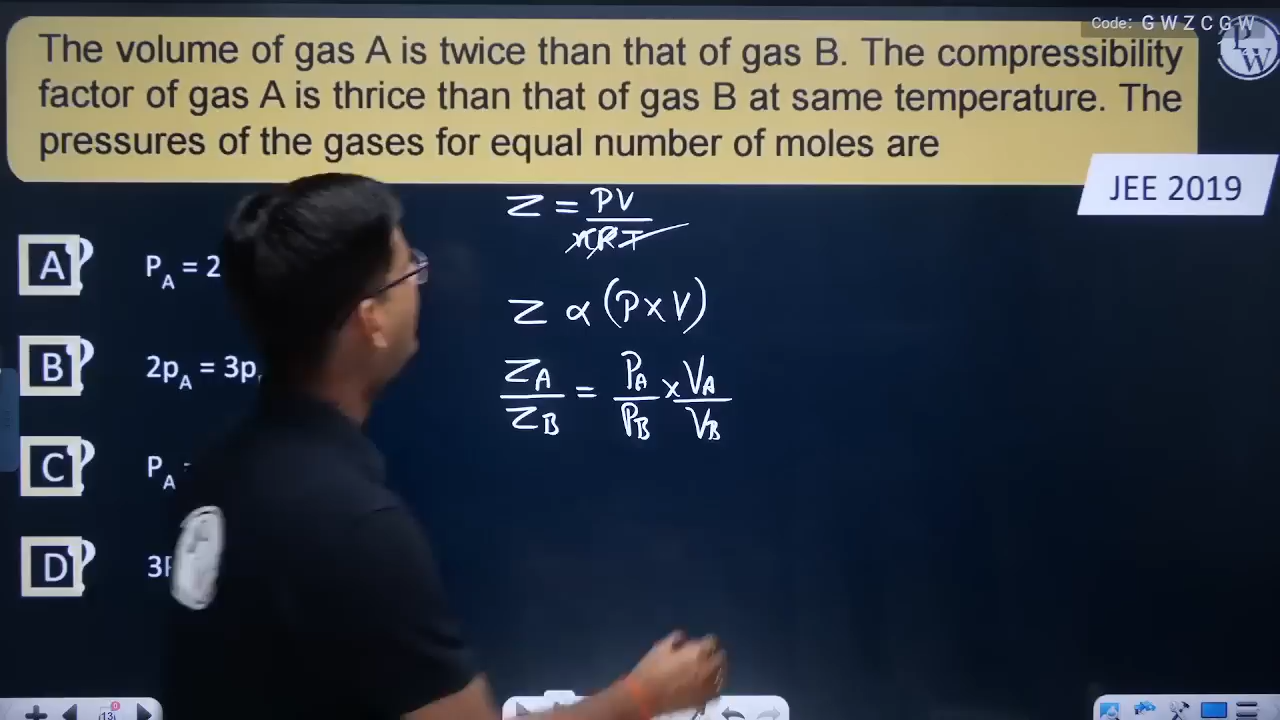 Code: G W Z C G W
The volume of gas A is twice than that of gas B. The compressibility
factor of gas A is thrice than that of gas B at same temperature. The
pressures of the gases for equal number of moles are
JEE 2019
PW
Z = PV / nRT
Z ∝ (P × V)
Z_A / Z_B = P_A / P_B × V_A / V_B
A? P_A = 2
B? 2p_A = 3p
C? P_A =
D? 3
13